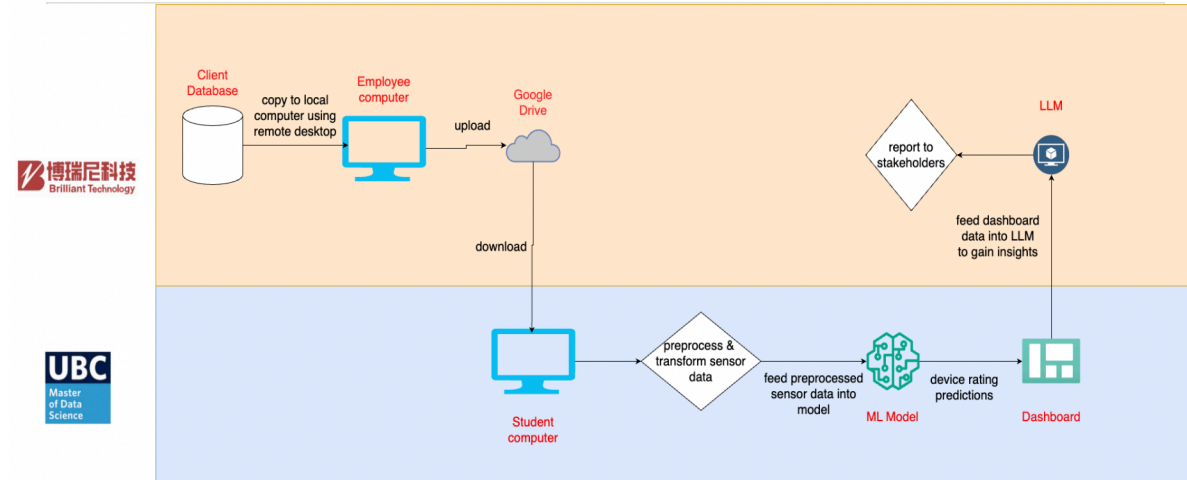 Client
Database
copy to local
computer using
remote desktop
Employee
computer
upload
Google
Drive
LLM
report to
stakeholders
博瑞尼科技
Brilliant Technology
download
feed dashboard
data into LLM
to gain insights
UBC
Master
of Data
Science
preprocess &
transform sensor
data
feed preprocessed
sensor data into
model
device rating
predictions
Student
computer
ML Model
Dashboard